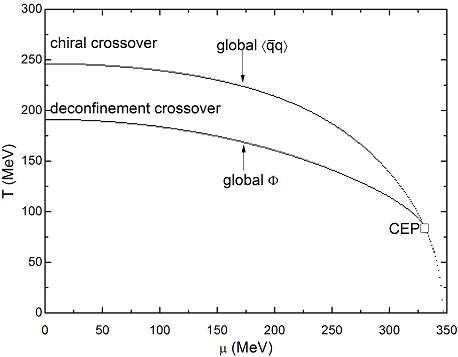 300
250
200
150
100
50
0
T (MeV)
chiral crossover
global ⟨q̅q⟩
deconfinement crossover
global Φ
CEP
0 50 100 150 200 250 300 350
μ (MeV)